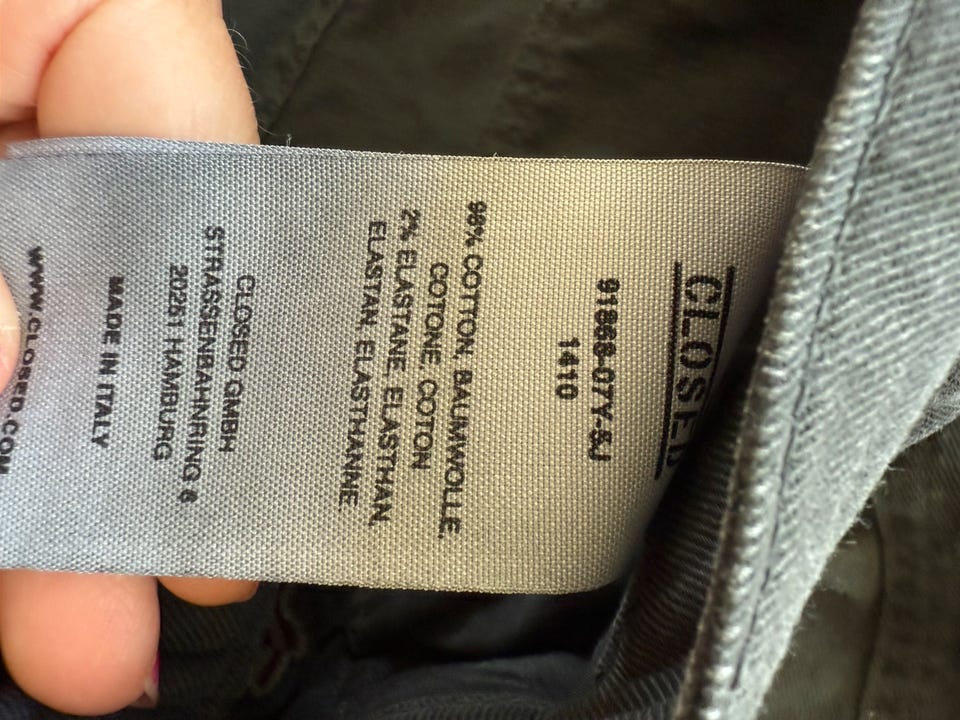 CLOSED
91868-07Y-5J
1410
98% COTTON, BAUMWOLLE,
COTONE, COTON
2% ELASTANE, ELASTHAN,
ELASTAN, ELASTHANNE
CLOSED GMBH
STRASSENBAHNRING 6
20251 HAMBURG
MADE IN ITALY
WWW.CLOSED.COM